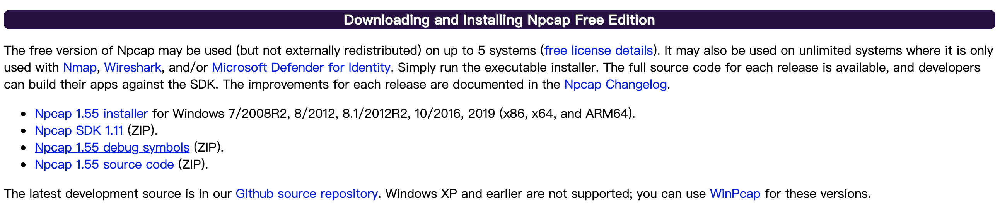 Downloading and Installing Npcap Free Edition
The free version of Npcap may be used (but not externally redistributed) on up to 5 systems (free license details). It may also be used on unlimited systems where it is only
used with Nmap, Wireshark, and/or Microsoft Defender for Identity. Simply run the executable installer. The full source code for each release is available, and developers
can build their apps against the SDK. The improvements for each release are documented in the Npcap Changelog.
• Npcap 1.55 installer for Windows 7/2008R2, 8/2012, 8.1/2012R2, 10/2016, 2019 (x86, x64, and ARM64).
• Npcap SDK 1.11 (ZIP).
• Npcap 1.55 debug symbols (ZIP).
• Npcap 1.55 source code (ZIP).
The latest development source is in our Github source repository. Windows XP and earlier are not supported; you can use WinPcap for these versions.